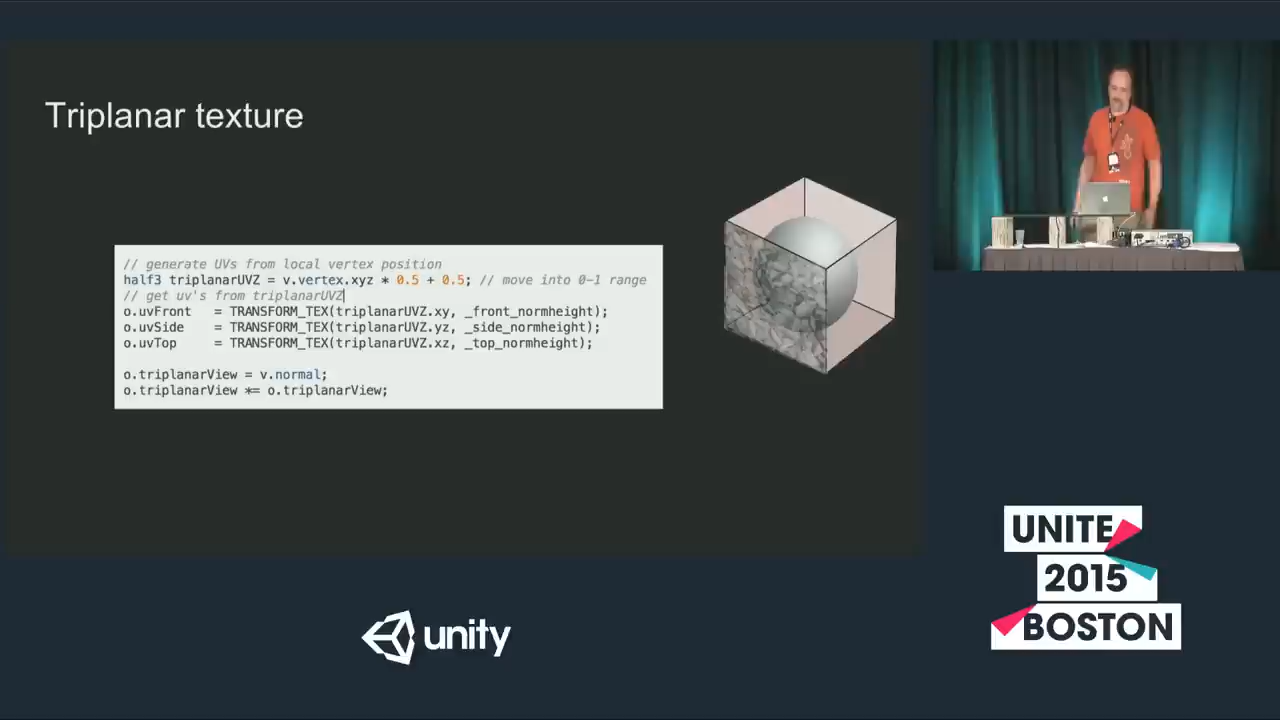 Triplanar texture
// generate UVs from local vertex position
half3 triplanarUVZ = v.vertex.xyz * 0.5 + 0.5; // move into 0–1 range
// get uv's from triplanarUVZ
o.uvFront   = TRANSFORM_TEX(triplanarUVZ.xy, _front_normheight);
o.uvSide    = TRANSFORM_TEX(triplanarUVZ.yz, _side_normheight);
o.uvTop     = TRANSFORM_TEX(triplanarUVZ.xz, _top_normheight);
o.triplanarView = v.normal;
o.triplanarView *= o.triplanarView;
unity
UNITE
2015
BOSTON